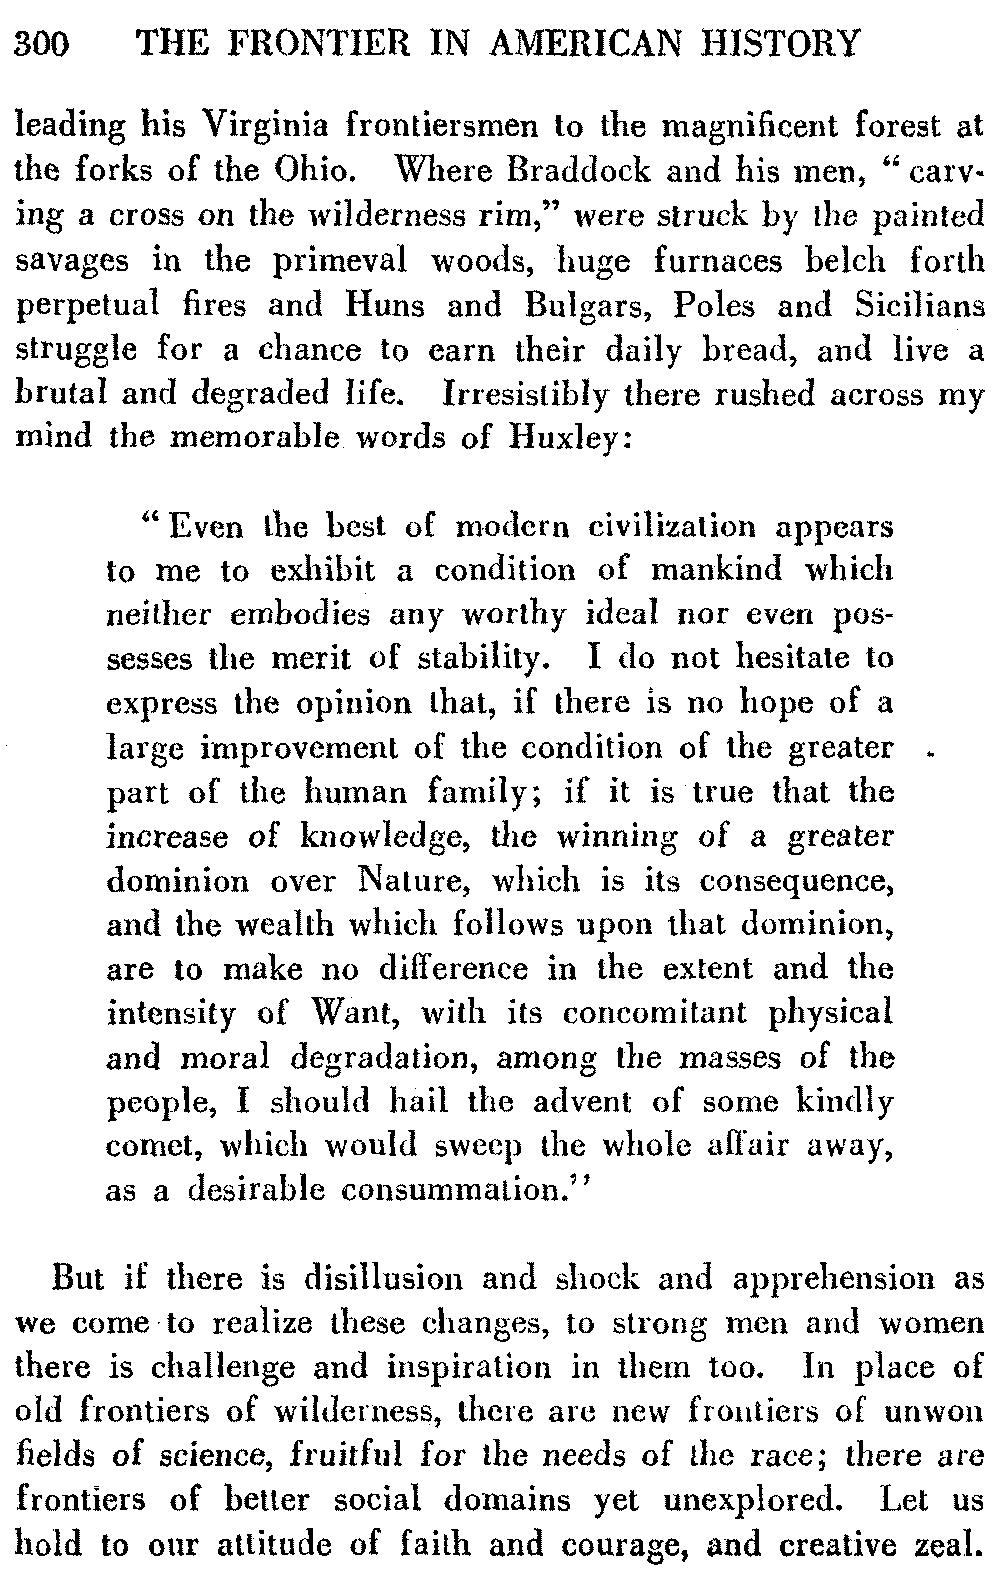 300 THE FRONTIER IN AMERICAN HISTORY
leading his Virginia frontiersmen to the magnificent forest at
the forks of the Ohio. Where Braddock and his men, “ carv-
ing a cross on the wilderness rim,” were struck by the painted
savages in the primeval woods, huge furnaces belch forth
perpetual fires and Huns and Bulgars, Poles and Sicilians
struggle for a chance to earn their daily bread, and live a
brutal and degraded life. Irresistibly there rushed across my
mind the memorable words of Huxley:
“ Even the best of modern civilization appears
to me to exhibit a condition of mankind which
neither embodies any worthy ideal nor even pos-
sesses the merit of stability. I do not hesitate to
express the opinion that, if there is no hope of a
large improvement of the condition of the greater
part of the human family; if it is true that the
increase of knowledge, the winning of a greater
dominion over Nature, which is its consequence,
and the wealth which follows upon that dominion,
are to make no difference in the extent and the
intensity of Want, with its concomitant physical
and moral degradation, among the masses of the
people, I should hail the advent of some kindly
comet, which would sweep the whole affair away,
as a desirable consummation.”
But if there is disillusion and shock and apprehension as
we come to realize these changes, to strong men and women
there is challenge and inspiration in them too. In place of
old frontiers of wilderness, there are new frontiers of unwon
fields of science, fruitful for the needs of the race; there are
frontiers of better social domains yet unexplored. Let us
hold to our attitude of faith and courage, and creative zeal.